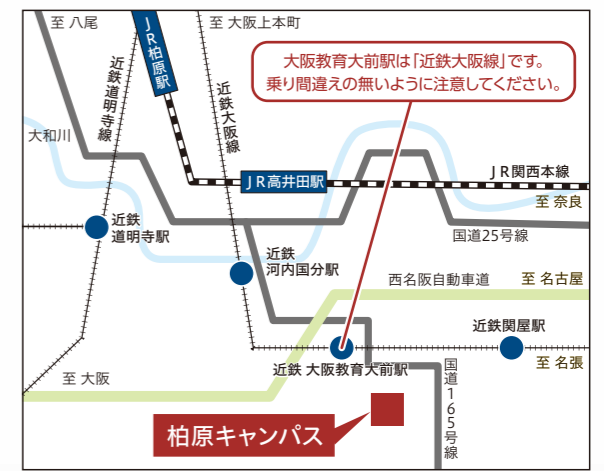 至 八尾
JR柏原駅
至 大阪上本町
大阪教育大前駅は「近鉄大阪線」です。
乗り間違えの無いように注意してください。
近鉄道明寺線
近鉄大阪線
大和川
JR高井田駅
JR関西本線
至 奈良
近鉄
道明寺駅
国道25号線
近鉄
河内国分駅
西名阪自動車道
至 名古屋
近鉄関屋駅
至 名張
近鉄 大阪教育大前駅
至 大阪
国道165号線
柏原キャンパス